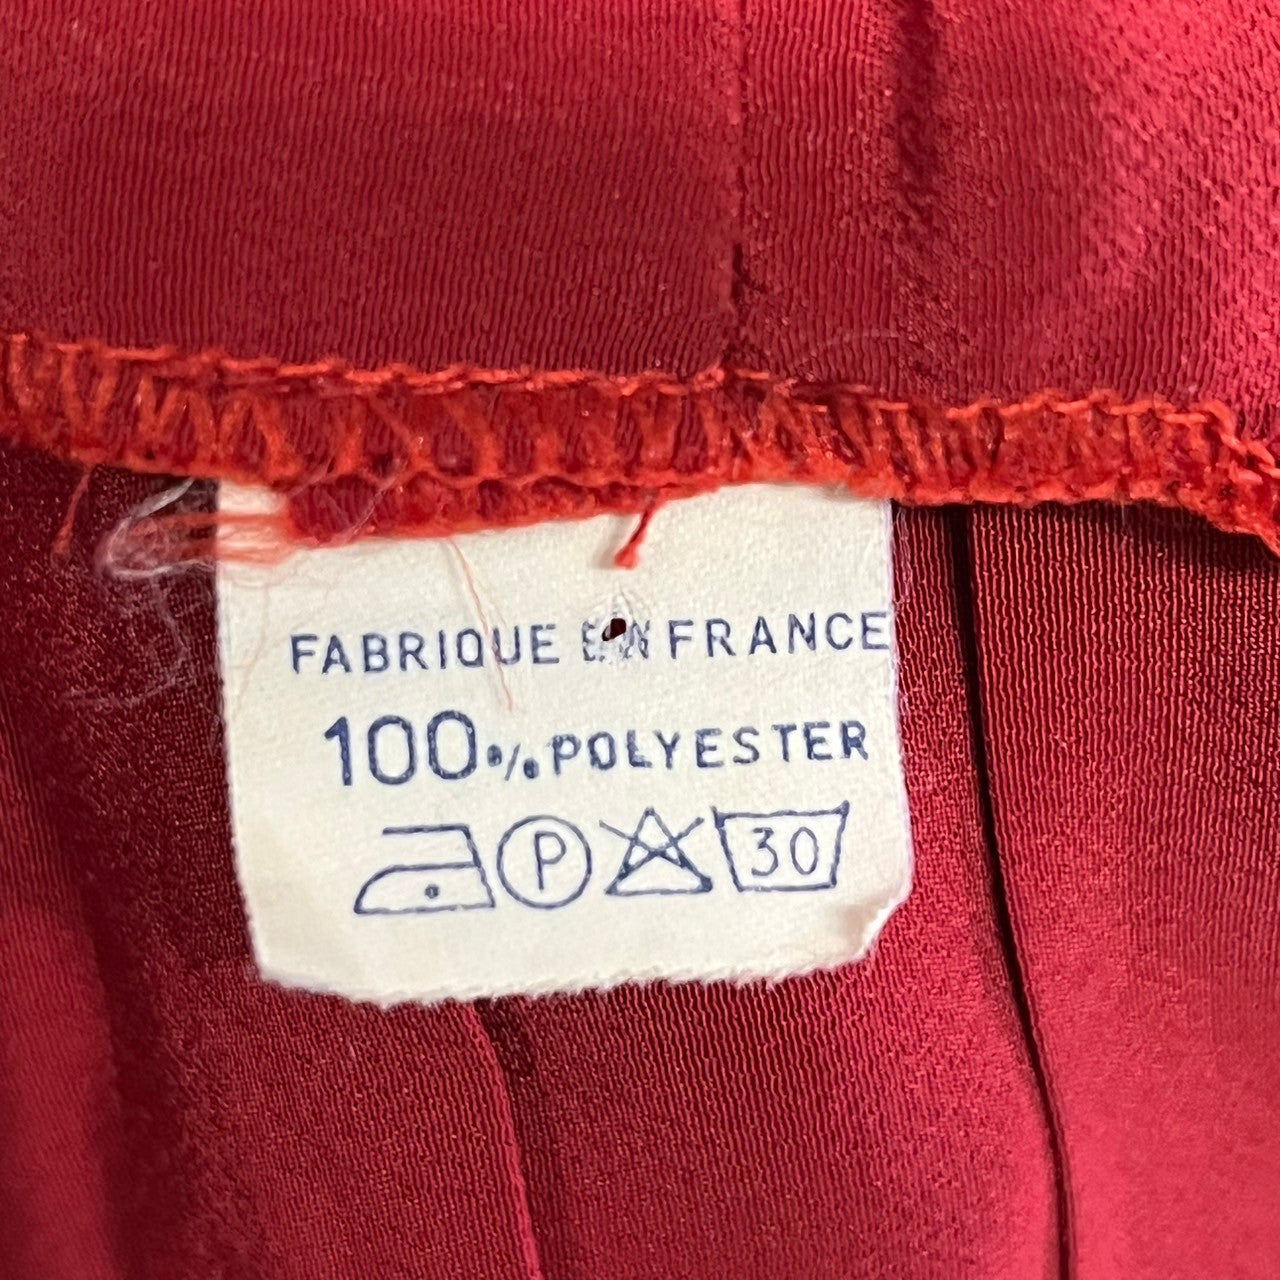 FABRIQUE EN FRANCE
100% POLYESTER
P 30